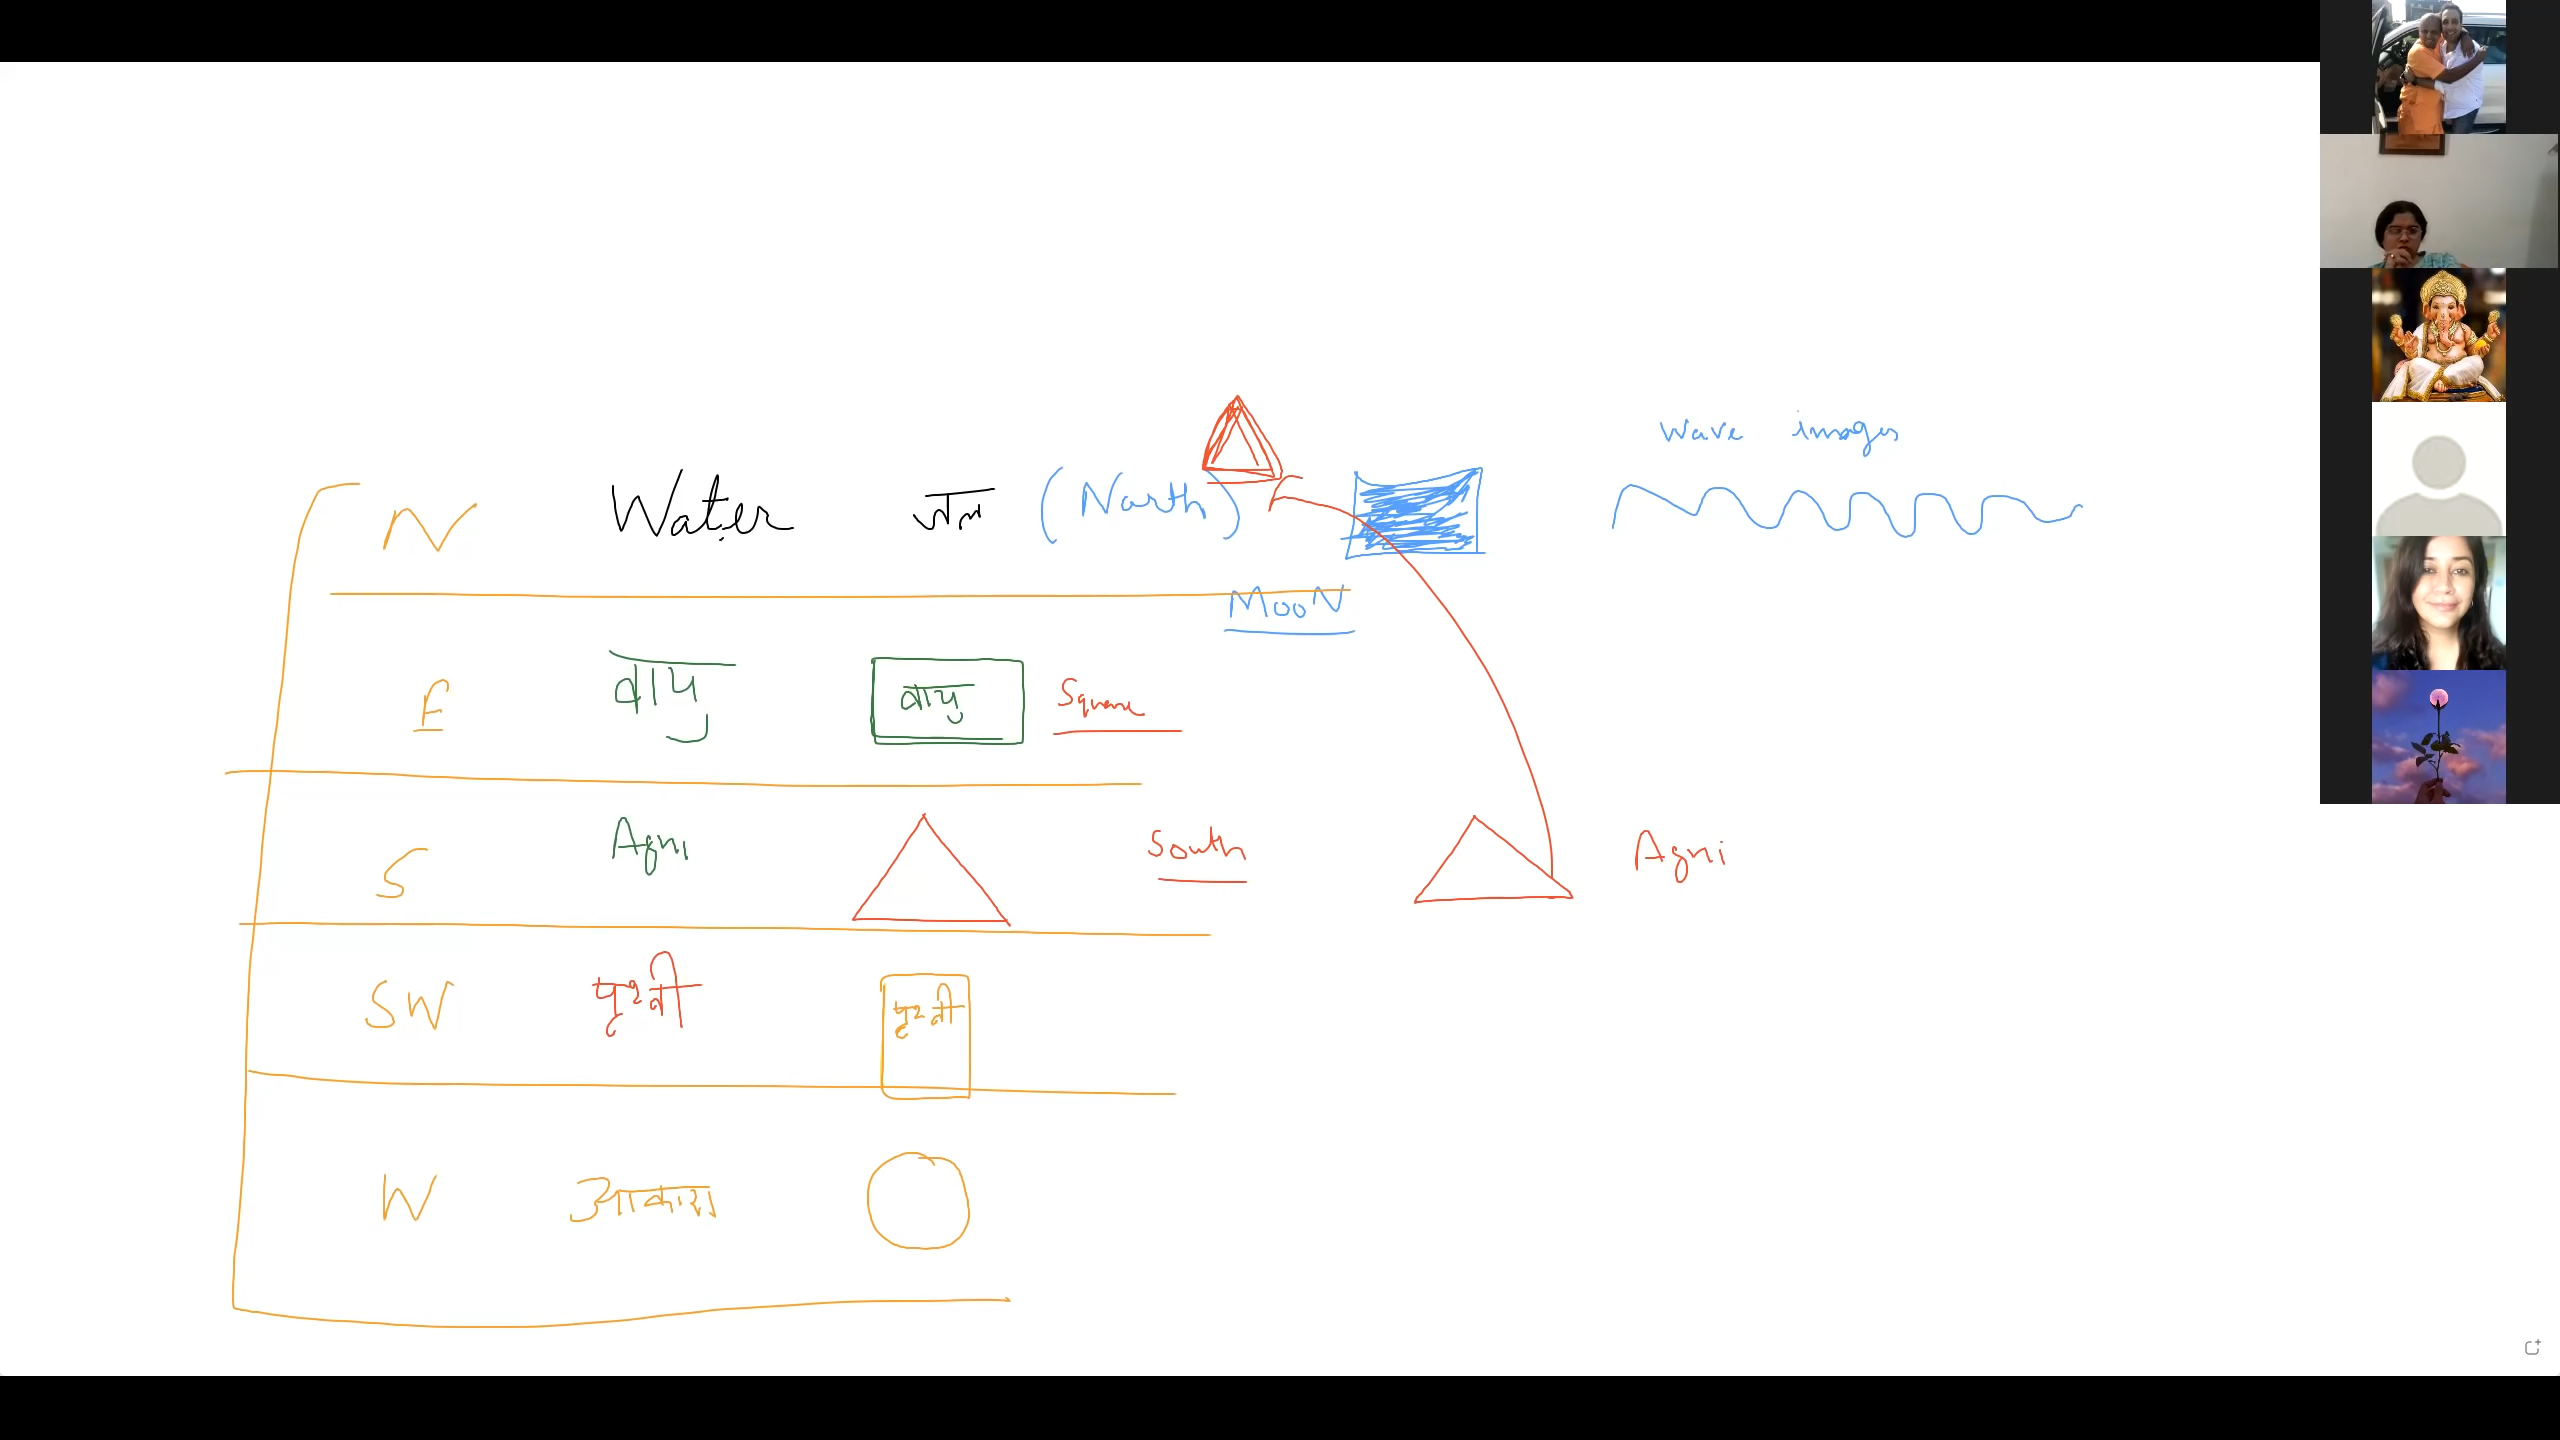 wave images
N Water जल (North)
MOON
E वायु वायु Square
S Agni South Agni
SW पृथ्वी पृथ्वी
W आकाश